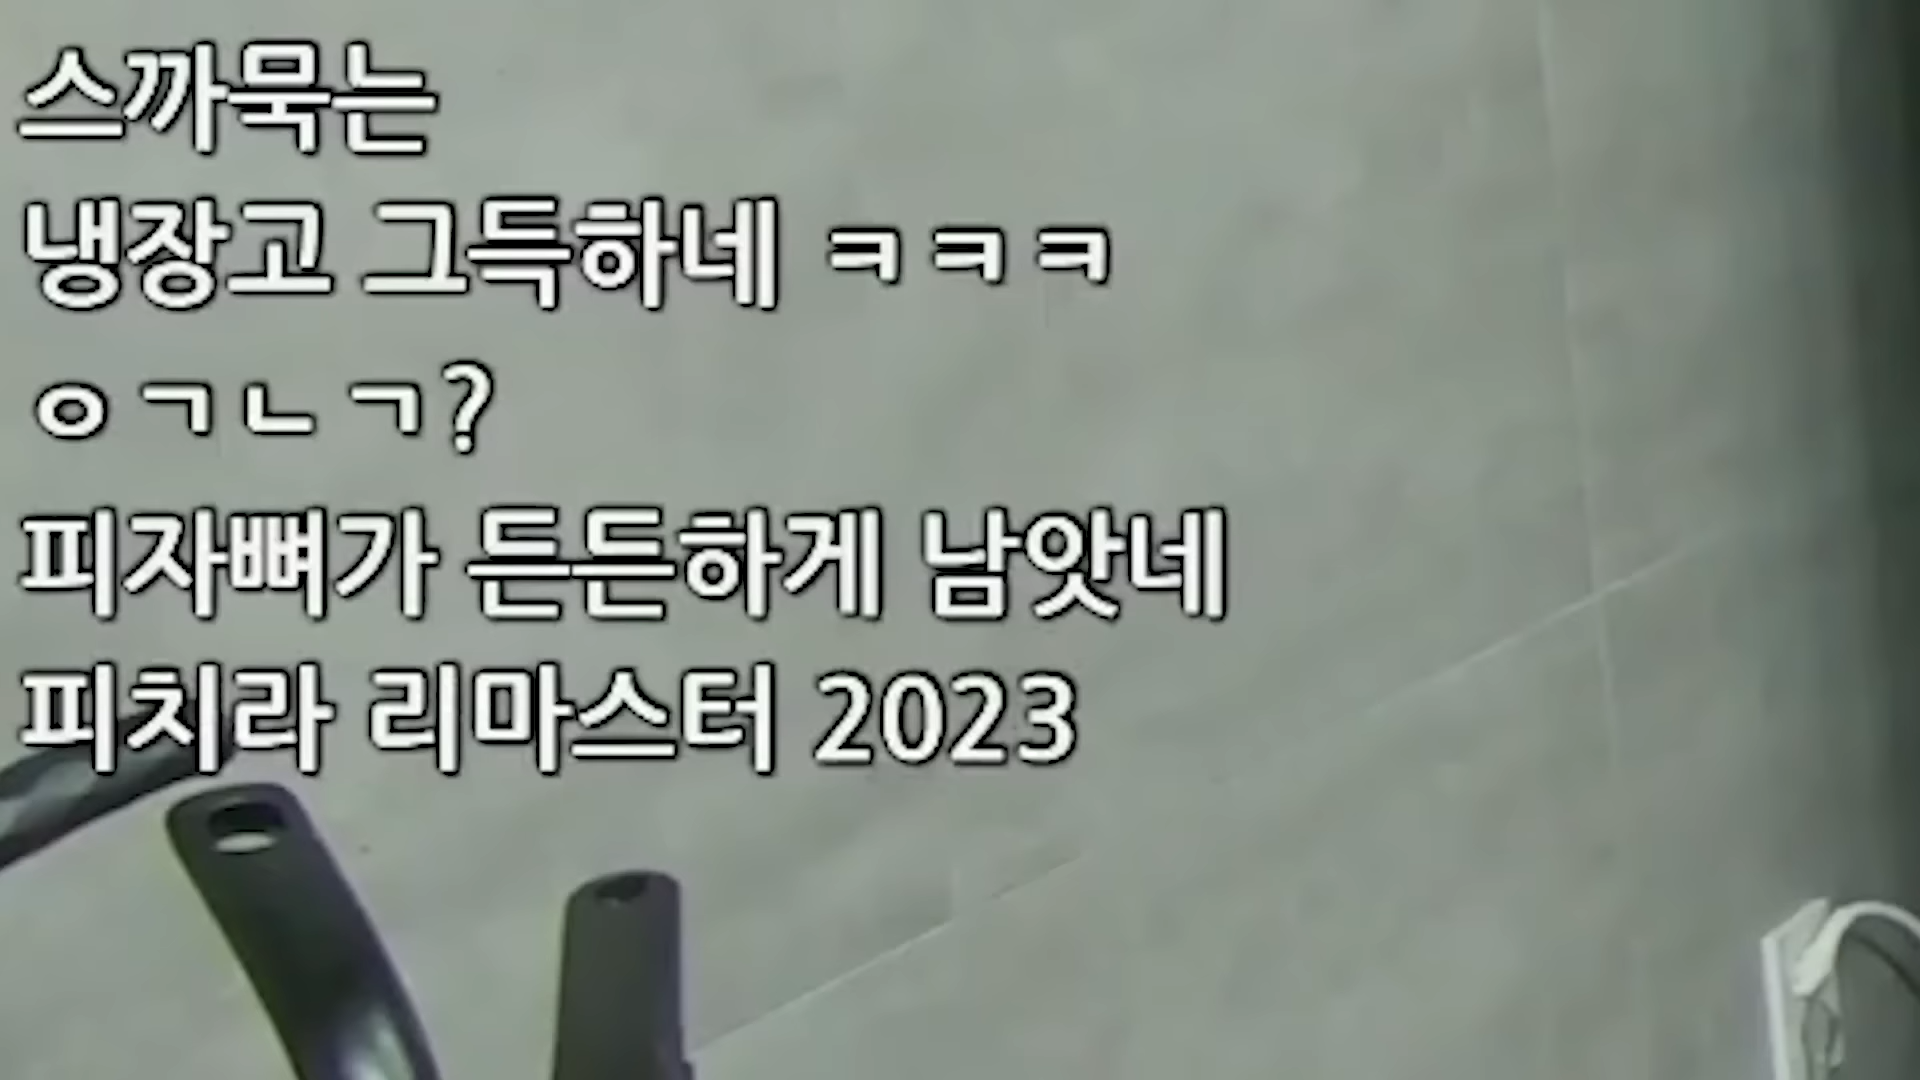 스까묵는
냉장고 그득하네 ㅋㅋㅋ
ㅇㄱㄴㄱ?
피자뼈가 든든하게 남앗네
피치라 리마스터 2023